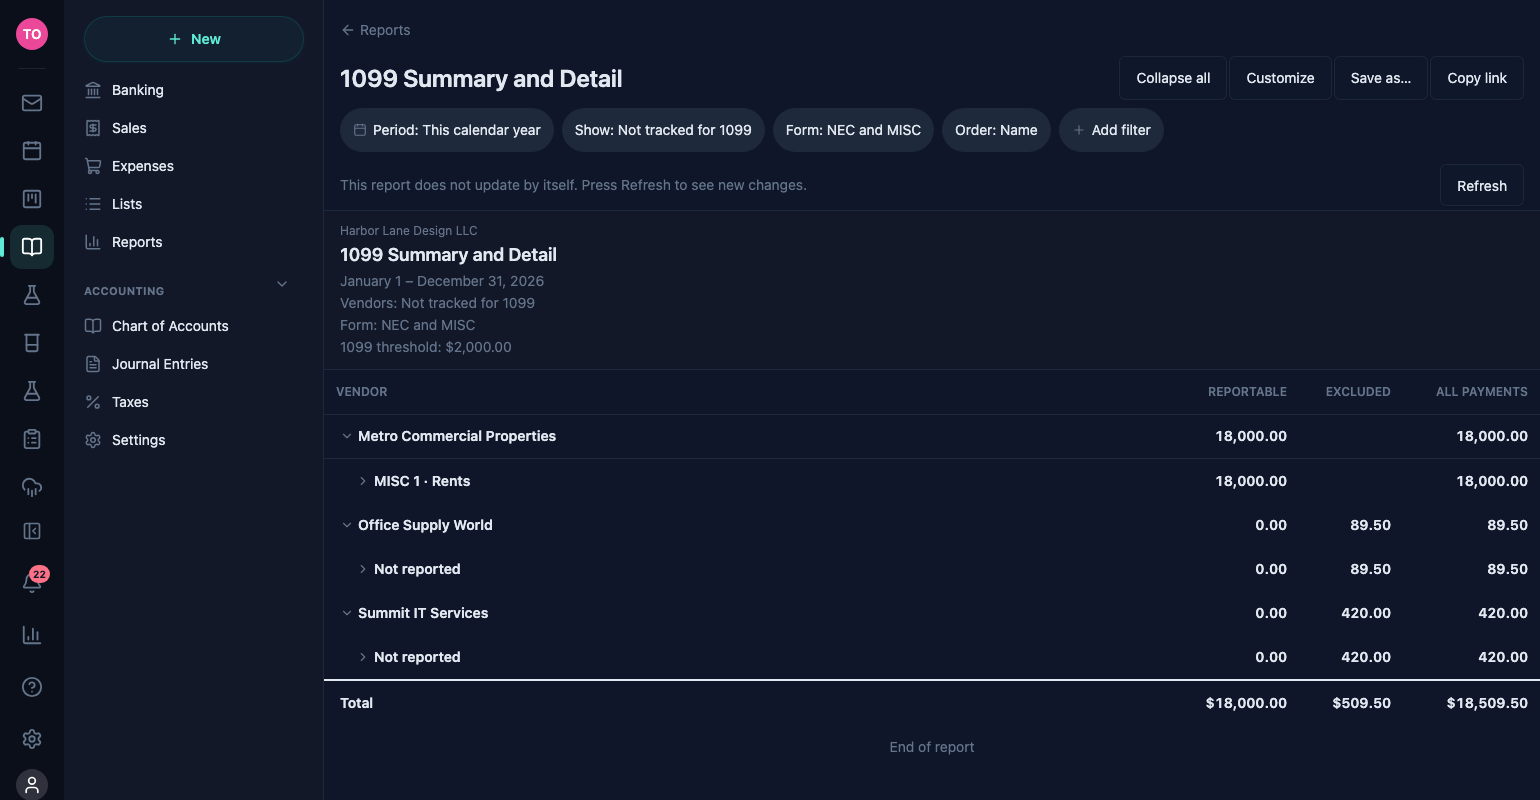 TO
+ New
Banking
Sales
Expenses
Lists
Reports
ACCOUNTING
Chart of Accounts
Journal Entries
Taxes
Settings
22
← Reports
1099 Summary and Detail
Collapse all
Customize
Save as...
Copy link
Period: This calendar year
Show: Not tracked for 1099
Form: NEC and MISC
Order: Name
+ Add filter
This report does not update by itself. Press Refresh to see new changes.
Refresh
Harbor Lane Design LLC
1099 Summary and Detail
January 1 – December 31, 2026
Vendors: Not tracked for 1099
Form: NEC and MISC
1099 threshold: $2,000.00
VENDOR REPORTABLE EXCLUDED ALL PAYMENTS
Metro Commercial Properties 18,000.00 18,000.00
MISC 1 · Rents 18,000.00 18,000.00
Office Supply World 0.00 89.50 89.50
Not reported 0.00 89.50 89.50
Summit IT Services 0.00 420.00 420.00
Not reported 0.00 420.00 420.00
Total $18,000.00 $509.50 $18,509.50
End of report